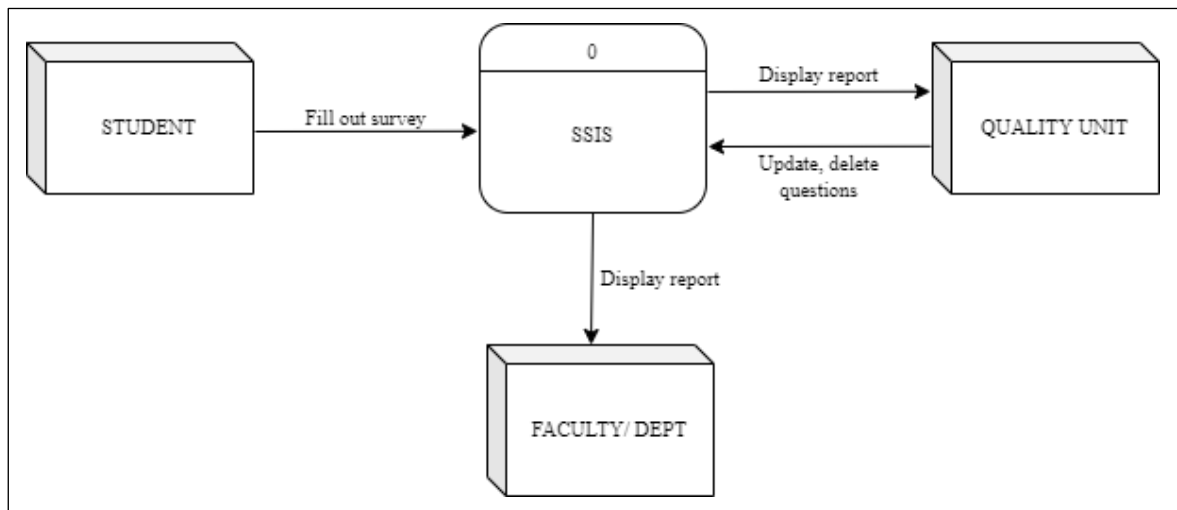 0
STUDENT
Fill out survey
SSIS
Display report
QUALITY UNIT
Update, delete
questions
Display report
FACULTY/ DEPT